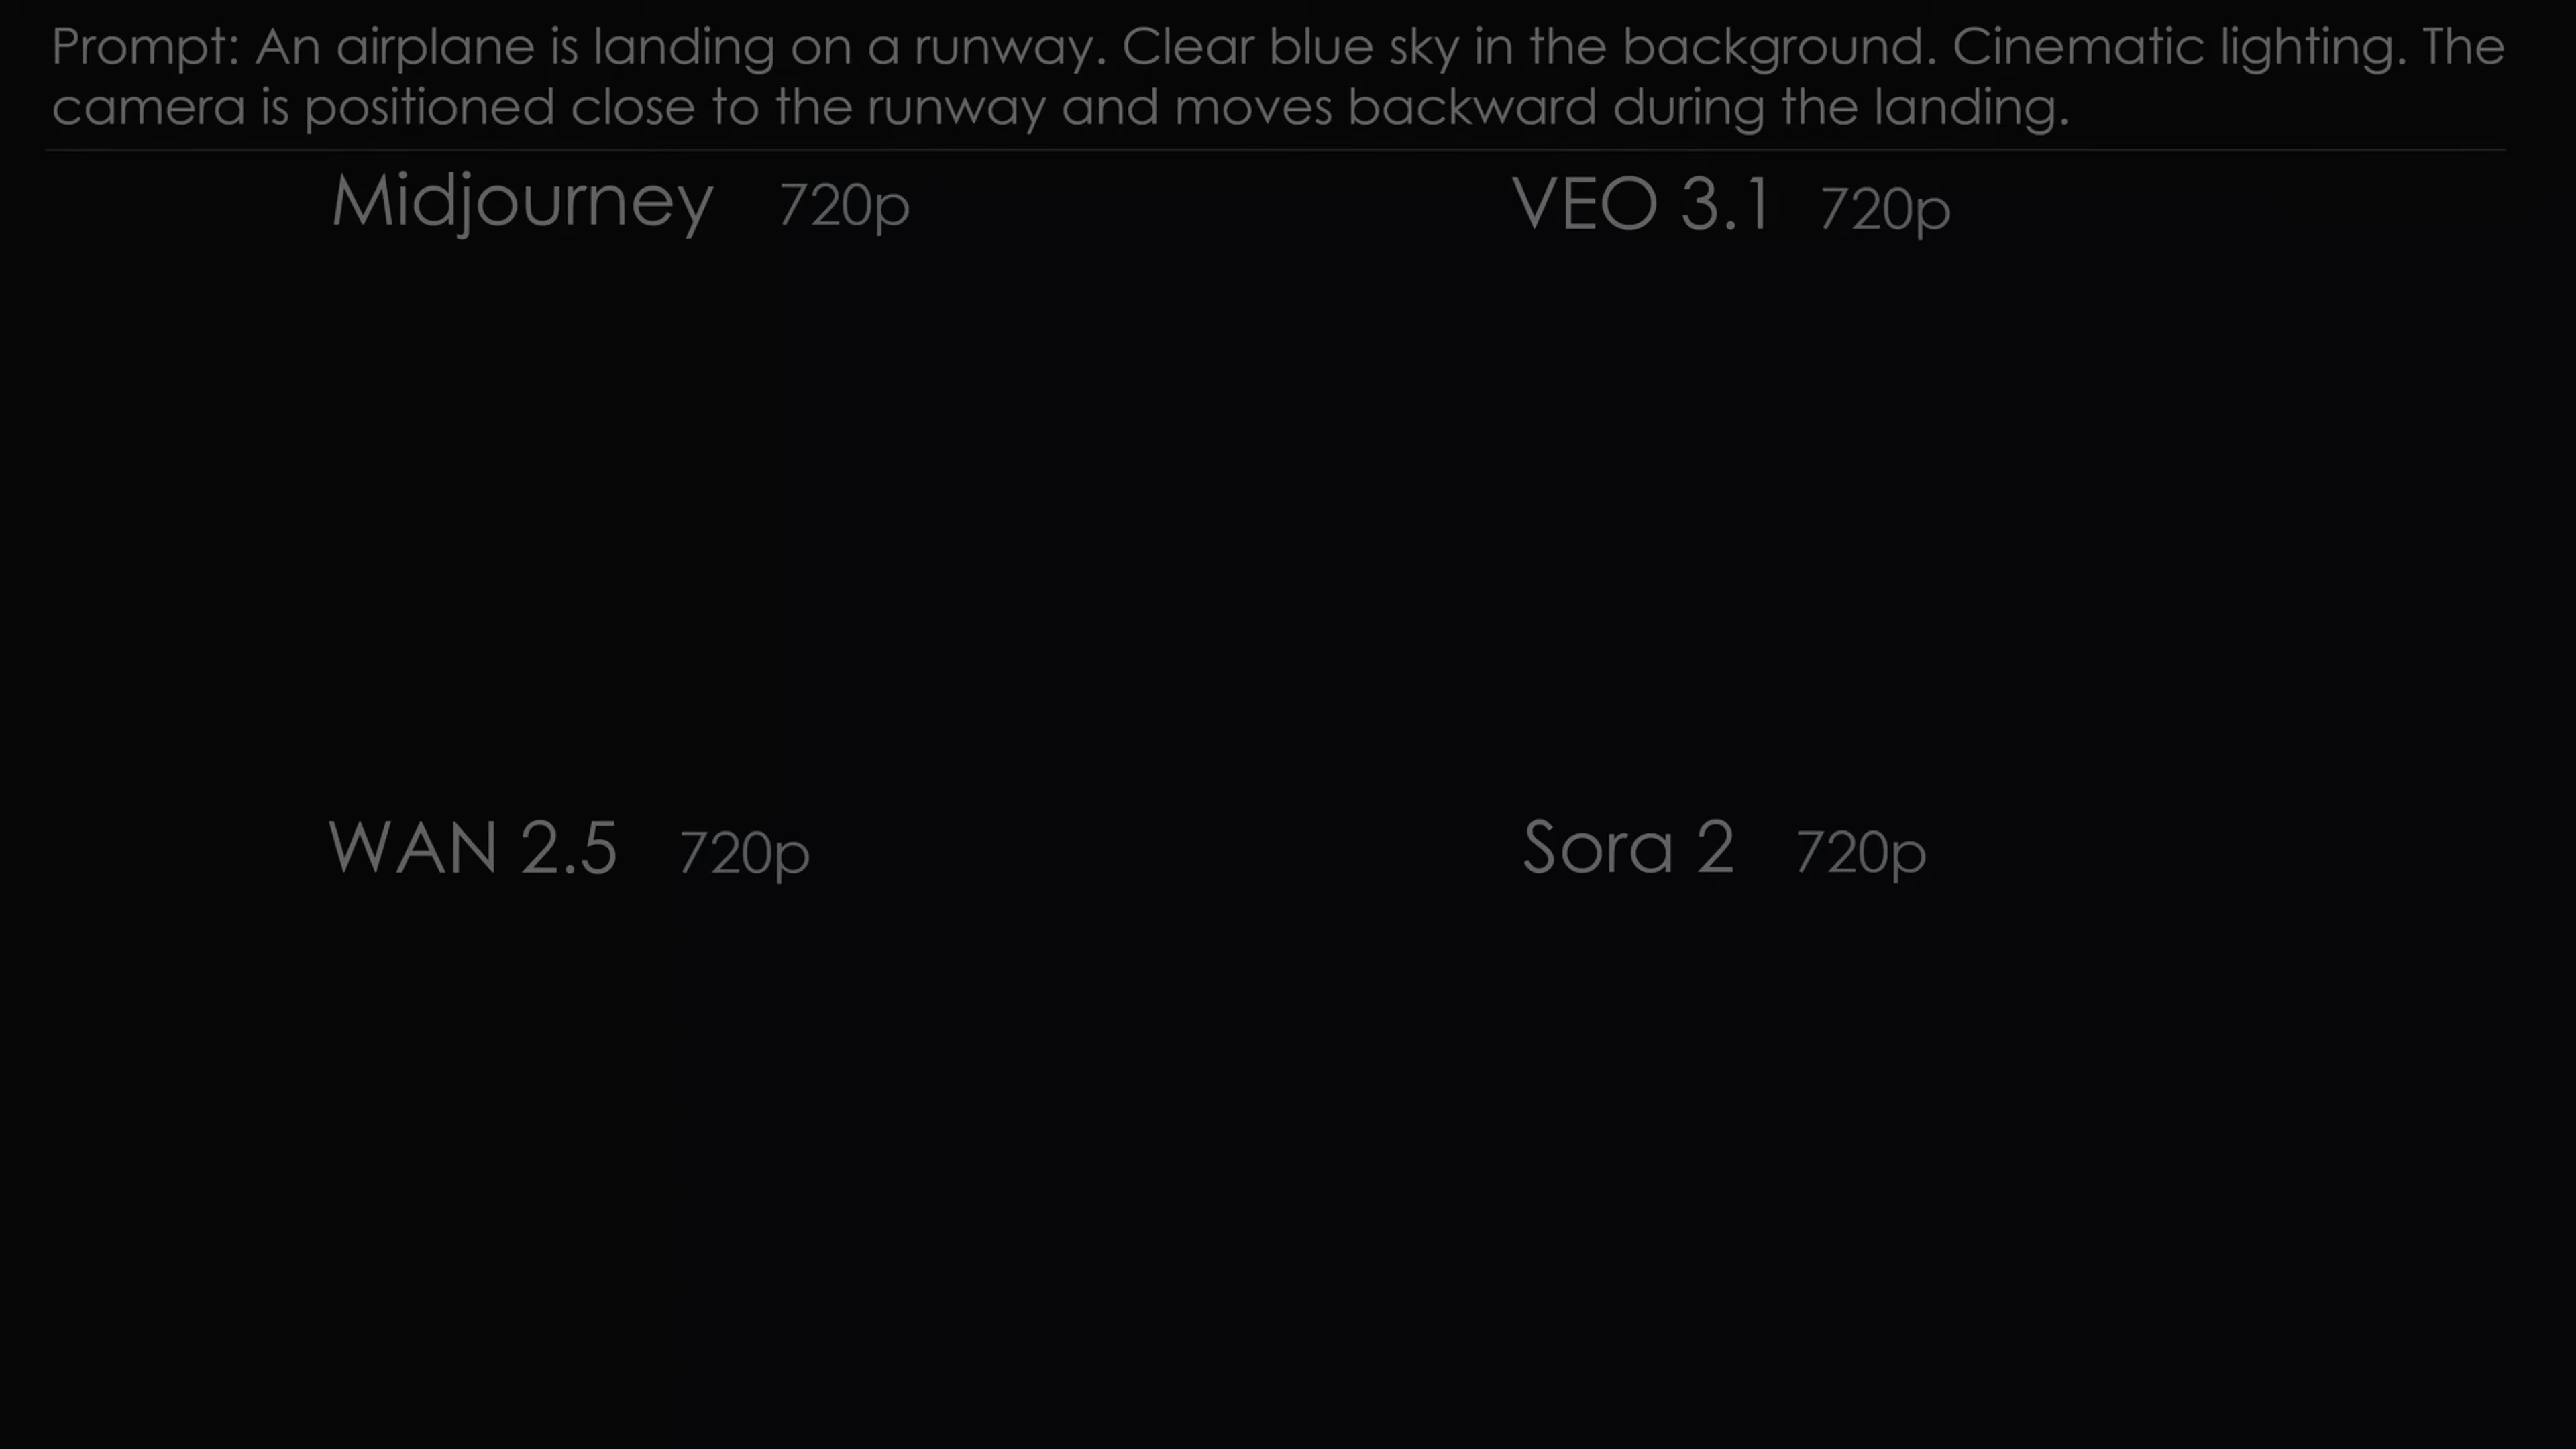 Prompt: An airplane is landing on a runway. Clear blue sky in the background. Cinematic lighting. The
camera is positioned close to the runway and moves backward during the landing.
Midjourney 720p
VEO 3.1 720p
WAN 2.5 720p
Sora 2 720p